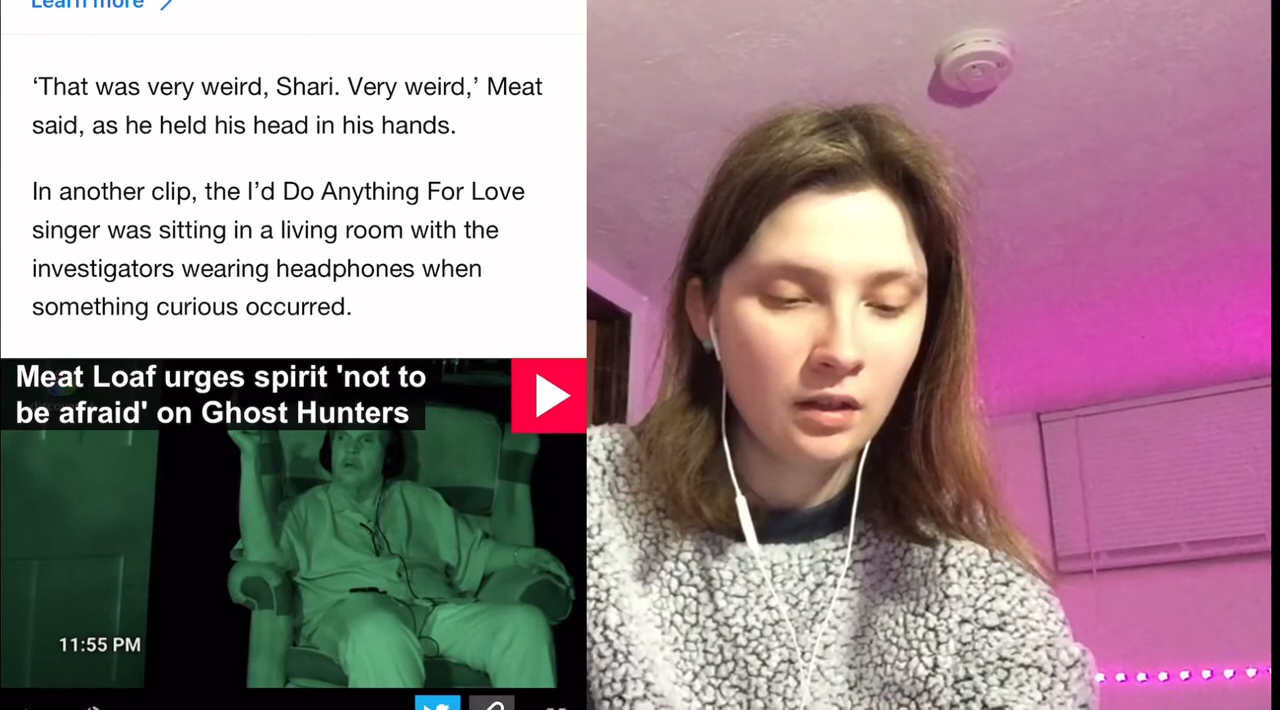 Learn more
‘That was very weird, Shari. Very weird,’ Meat
said, as he held his head in his hands.
In another clip, the I’d Do Anything For Love
singer was sitting in a living room with the
investigators wearing headphones when
something curious occurred.
Meat Loaf urges spirit 'not to
be afraid' on Ghost Hunters
11:55 PM